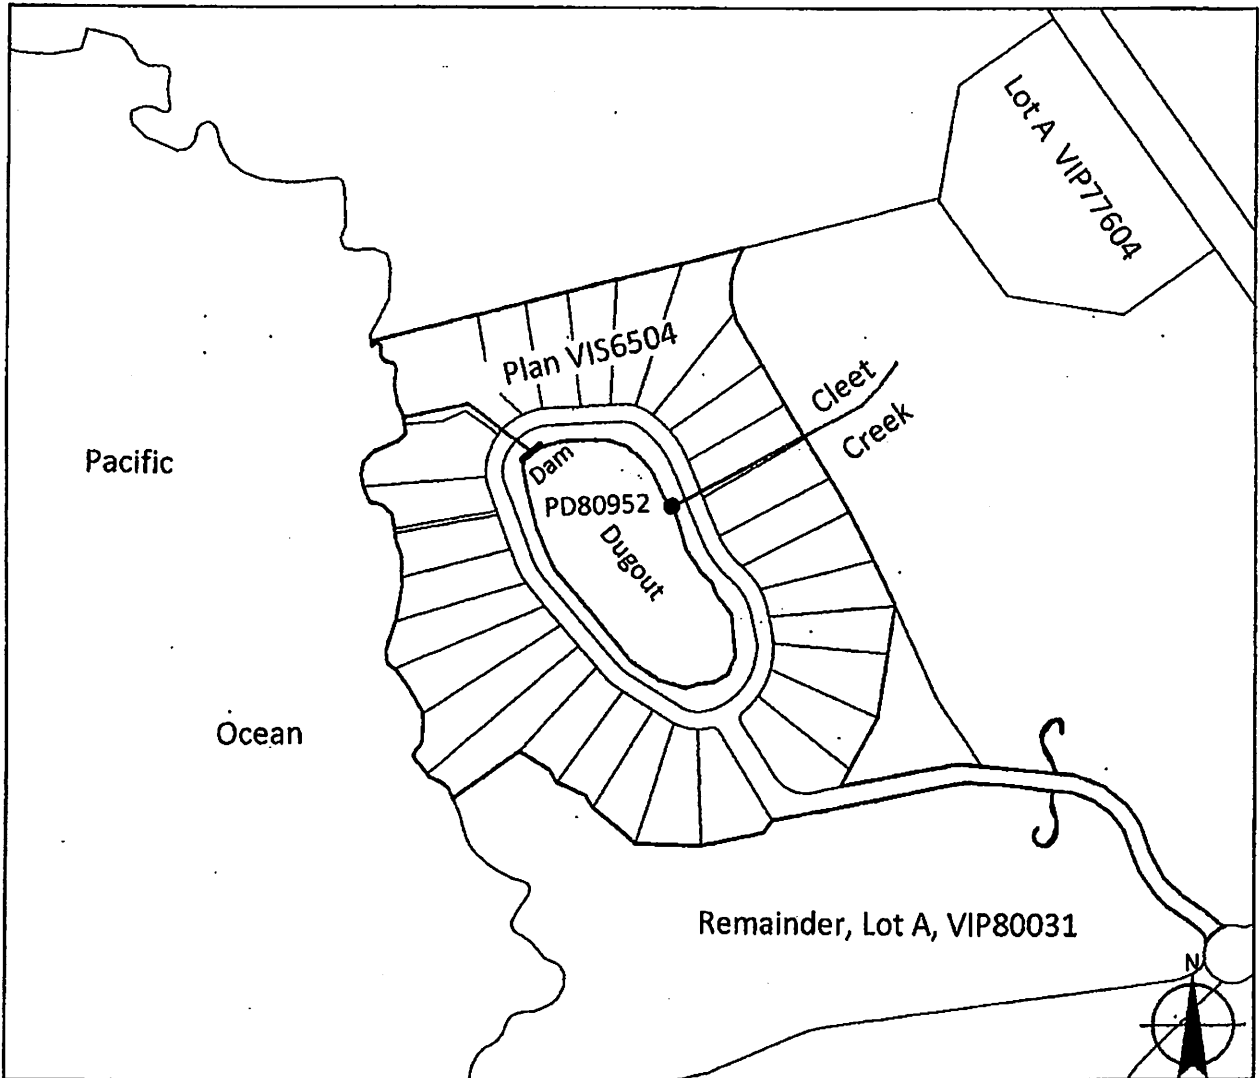 Lot A VIP77604
Plan VIS6504
Cleet
Creek
Pacific
Dam
PD80952
Dugout
Ocean
Remainder, Lot A, VIP80031
N